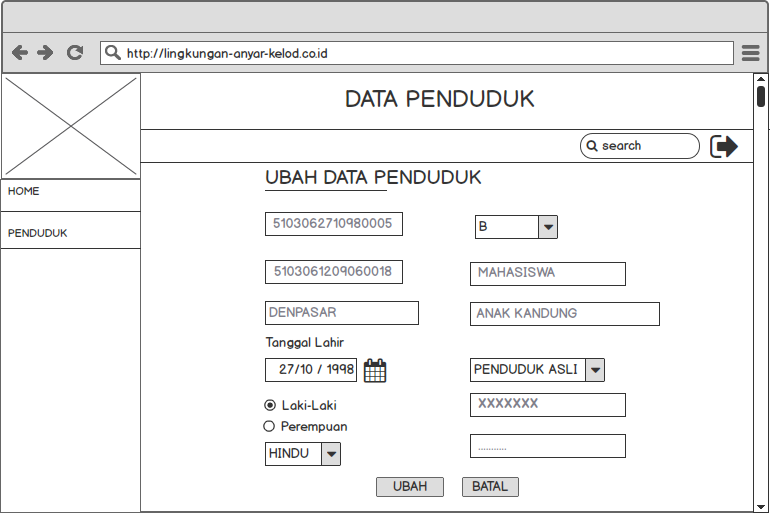 http://lingkungan-anyar-kelod.co.id
DATA PENDUDUK
search
HOME
PENDUDUK
UBAH DATA PENDUDUK
5103062710980005
B
5103061209060018
MAHASISWA
DENPASAR
ANAK KANDUNG
Tanggal Lahir
27/10 / 1998
PENDUDUK ASLI
Laki-Laki
XXXXXXX
Perempuan
HINDU
...........
UBAH
BATAL